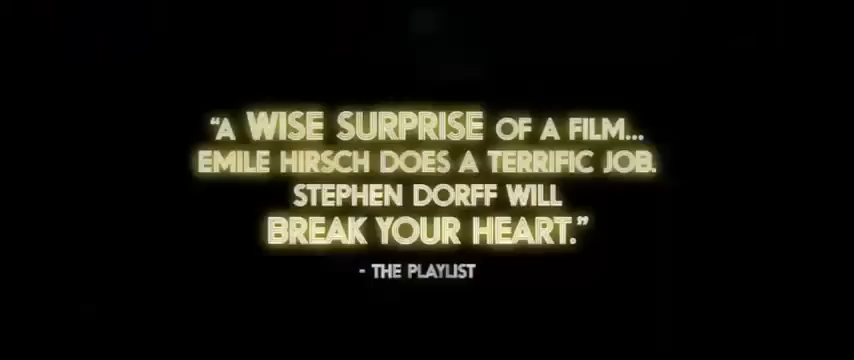 “A WISE SURPRISE OF A FILM...
EMILE HIRSCH DOES A TERRIFIC JOB.
STEPHEN DORFF WILL
BREAK YOUR HEART.”
- THE PLAYLIST